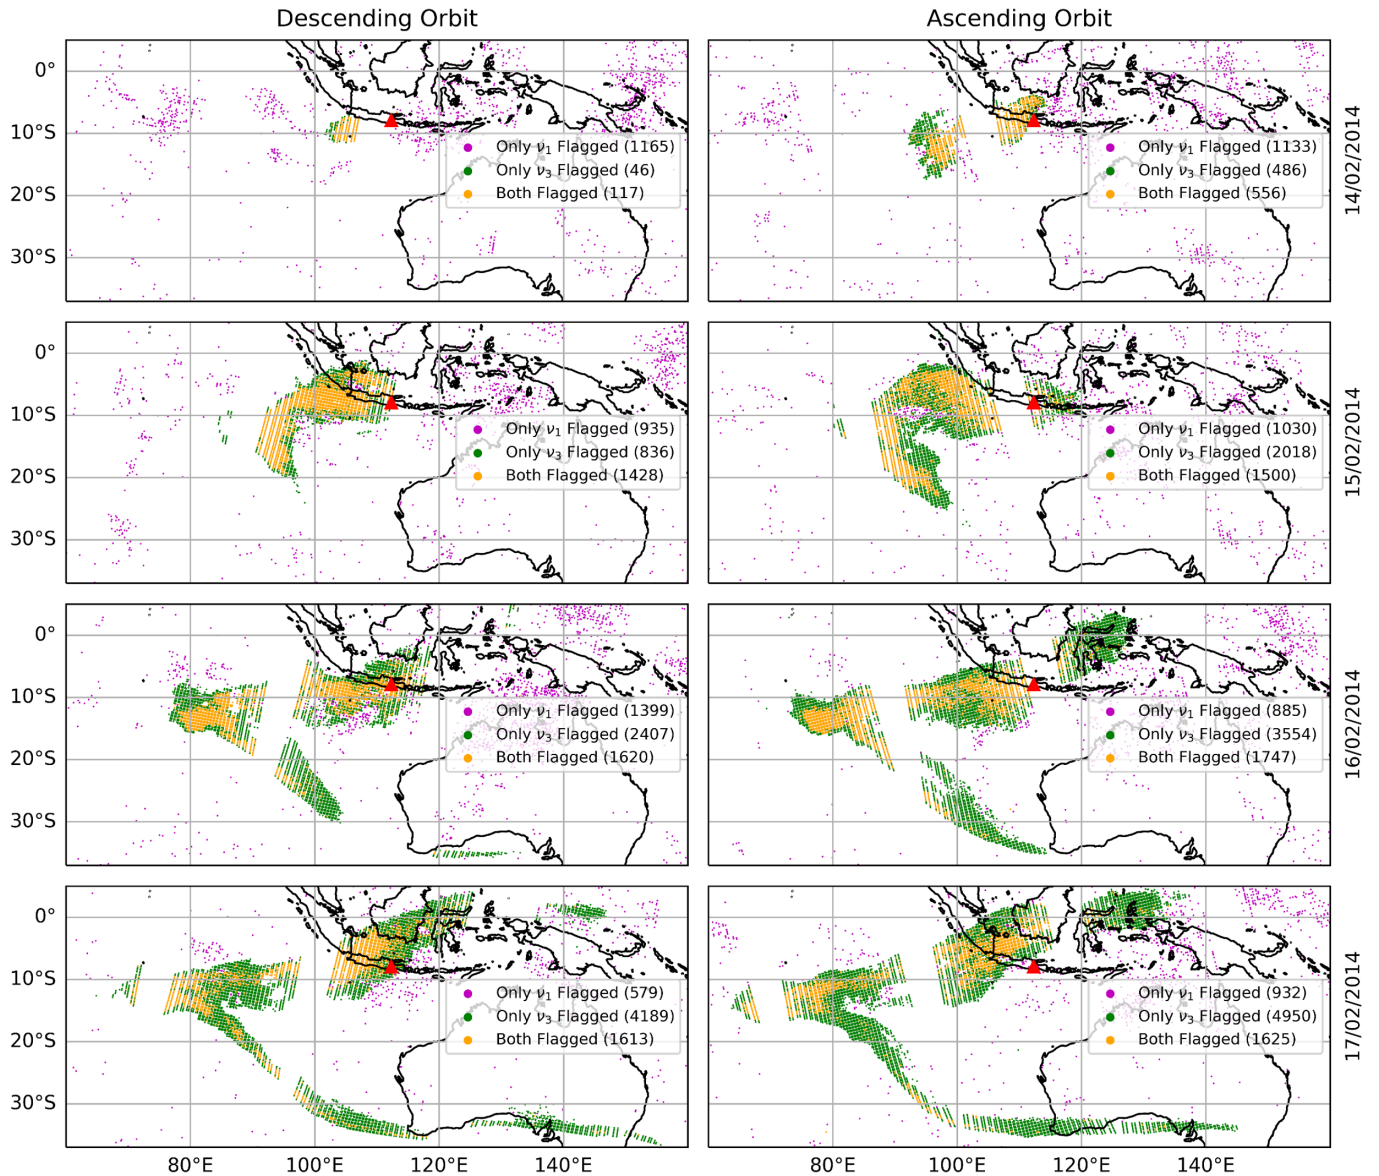 Descending Orbit
Ascending Orbit
0°
10°S
20°S
30°S
Only ν₁ Flagged (1165)
Only ν₃ Flagged (46)
Both Flagged (117)
Only ν₁ Flagged (1133)
Only ν₃ Flagged (486)
Both Flagged (556)
14/02/2014
0°
10°S
20°S
30°S
Only ν₁ Flagged (935)
Only ν₃ Flagged (836)
Both Flagged (1428)
Only ν₁ Flagged (1030)
Only ν₃ Flagged (2018)
Both Flagged (1500)
15/02/2014
0°
10°S
20°S
30°S
Only ν₁ Flagged (1399)
Only ν₃ Flagged (2407)
Both Flagged (1620)
Only ν₁ Flagged (885)
Only ν₃ Flagged (3554)
Both Flagged (1747)
16/02/2014
0°
10°S
20°S
30°S
Only ν₁ Flagged (579)
Only ν₃ Flagged (4189)
Both Flagged (1613)
Only ν₁ Flagged (932)
Only ν₃ Flagged (4950)
Both Flagged (1625)
17/02/2014
80°E 100°E 120°E 140°E
80°E 100°E 120°E 140°E